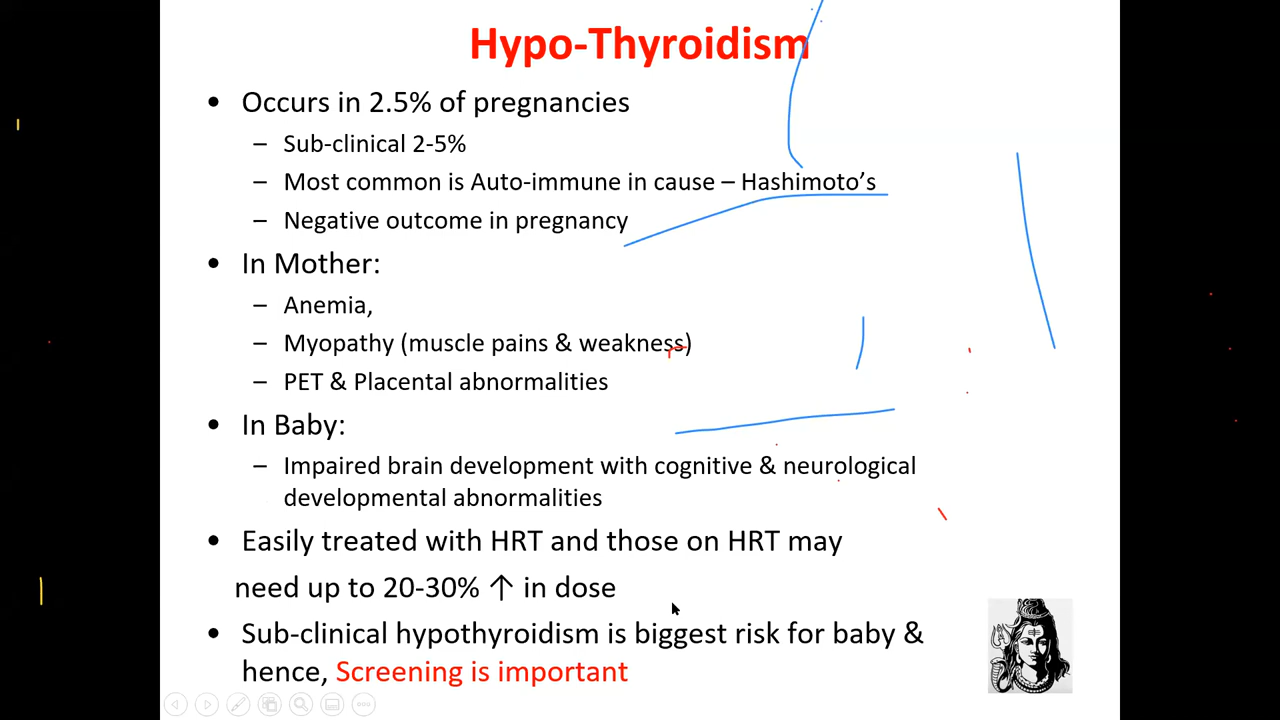 Hypo-Thyroidism
• Occurs in 2.5% of pregnancies
– Sub-clinical 2-5%
– Most common is Auto-immune in cause – Hashimoto's
– Negative outcome in pregnancy
• In Mother:
– Anemia,
– Myopathy (muscle pains & weakness)
– PET & Placental abnormalities
• In Baby:
– Impaired brain development with cognitive & neurological
developmental abnormalities
• Easily treated with HRT and those on HRT may
need up to 20-30% ↑ in dose
• Sub-clinical hypothyroidism is biggest risk for baby &
hence, Screening is important